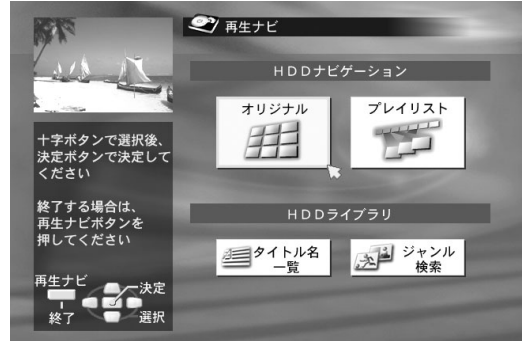 再生ナビ
HDDナビゲーション
オリジナル
プレイリスト
十字ボタンで選択後、
決定ボタンで決定して
ください
終了する場合は、
再生ナビボタンを
押してください
HDDライブラリ
タイトル名
一覧
ジャンル
検索
再生ナビ
決定
終了
選択